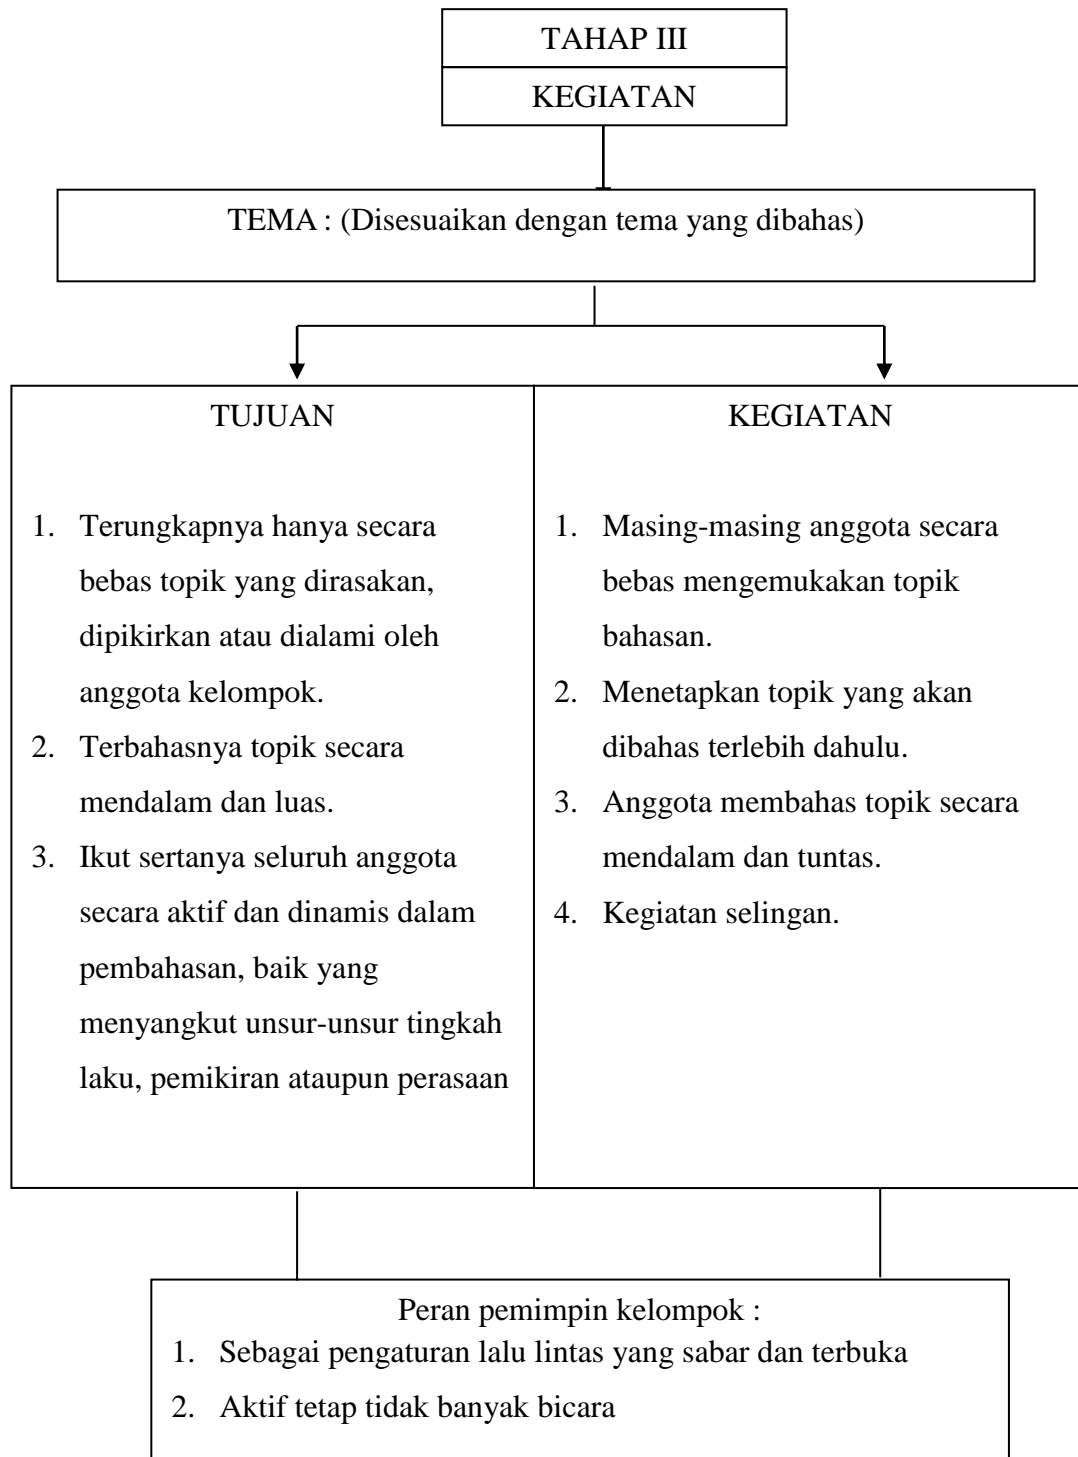 TAHAP III
KEGIATAN
TEMA : (Disesuaikan dengan tema yang dibahas)
TUJUAN
1. Terungkapnya hanya secara
bebas topik yang dirasakan,
dipikirkan atau dialami oleh
anggota kelompok.
2. Terbahasnya topik secara
mendalam dan luas.
3. Ikut sertanya seluruh anggota
secara aktif dan dinamis dalam
pembahasan, baik yang
menyangkut unsur-unsur tingkah
laku, pemikiran ataupun perasaan
KEGIATAN
1. Masing-masing anggota secara
bebas mengemukakan topik
bahasan.
2. Menetapkan topik yang akan
dibahas terlebih dahulu.
3. Anggota membahas topik secara
mendalam dan tuntas.
4. Kegiatan selingan.
Peran pemimpin kelompok :
1. Sebagai pengaturan lalu lintas yang sabar dan terbuka
2. Aktif tetap tidak banyak bicara